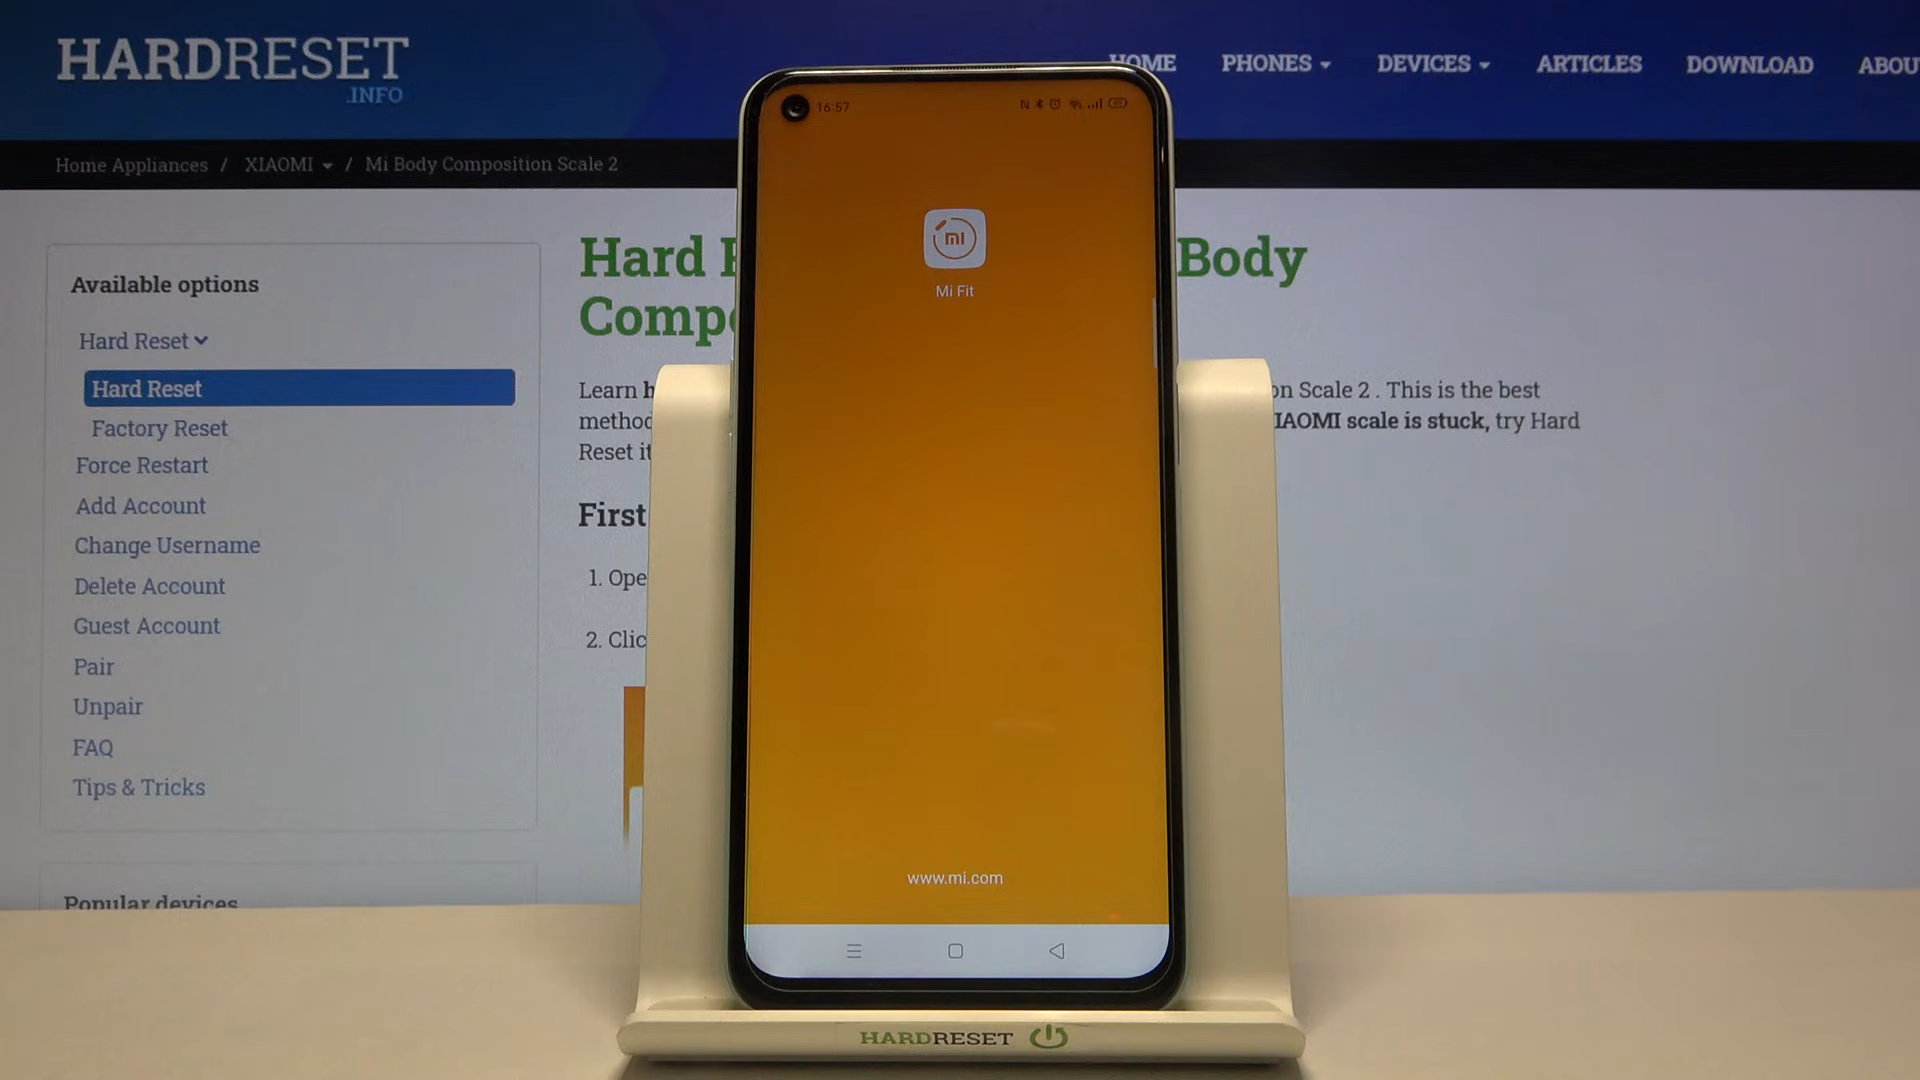 HARDRESET
.INFO
HOME PHONES DEVICES ARTICLES DOWNLOAD ABOU
Home Appliances / XIAOMI / Mi Body Composition Scale 2
Available options
Hard Reset
Hard Reset
Factory Reset
Force Restart
Add Account
Change Username
Delete Account
Guest Account
Pair
Unpair
FAQ
Tips & Tricks
Popular devices
Hard Body
Comp
Learn on Scale 2 . This is the best
IAOMI scale is stuck, try Hard
Reset
First
1. Ope
2. Clic
16:57
mi
Mi Fit
www.mi.com
HARDRESET